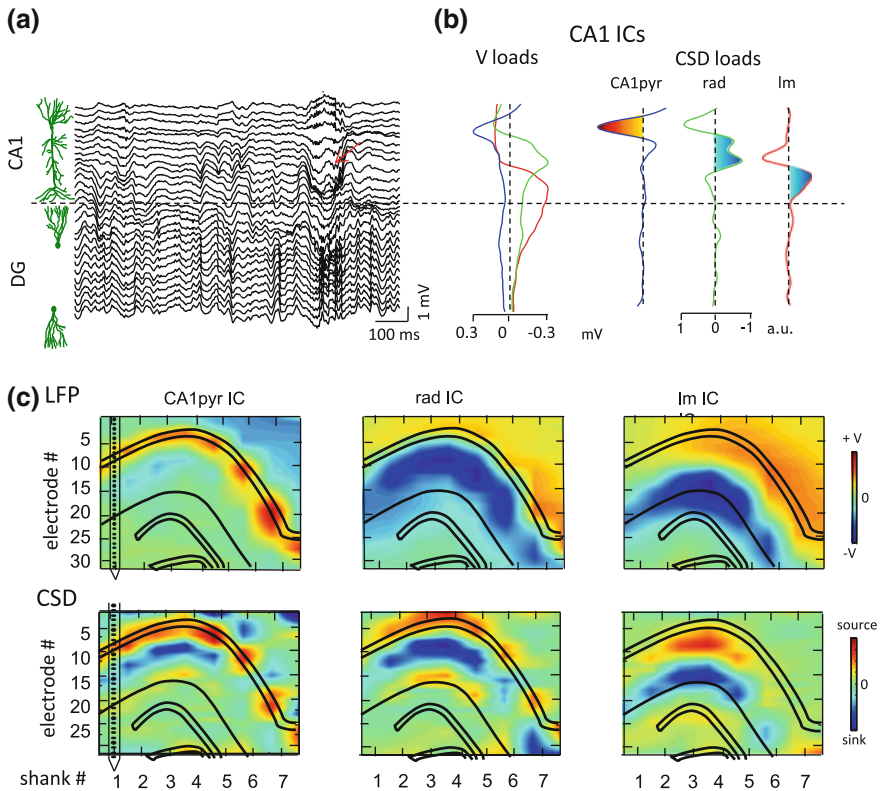 (a)
CA1
DG
1 mV
100 ms
(b)
CA1 ICs
V loads
CSD loads
CA1pyr
rad
lm
0.3 0 -0.3
mV
1 0 -1
a.u.
(c) LFP
CA1pyr IC
rad IC
lm IC
electrode #
5
10
15
20
25
30
+ V
0
-V
CSD
electrode #
5
10
15
20
25
source
0
sink
shank #
1 2 3 4 5 6 7
1 2 3 4 5 6 7
1 2 3 4 5 6 7